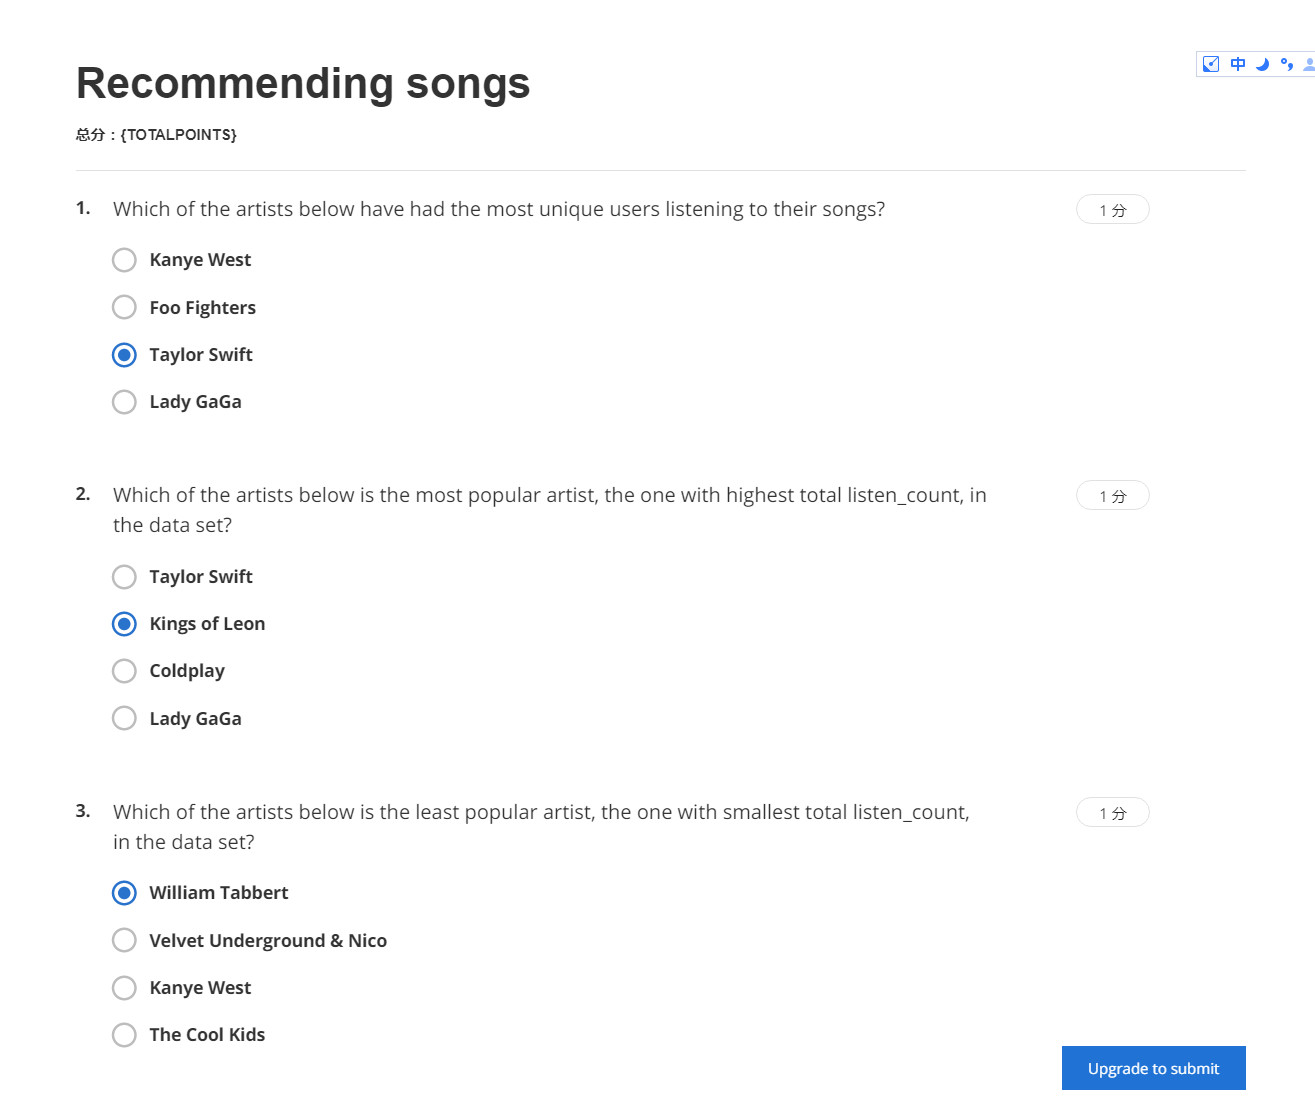 Recommending songs
中
总分：{TOTALPOINTS}
1. Which of the artists below have had the most unique users listening to their songs?
1 分
Kanye West
Foo Fighters
Taylor Swift
Lady GaGa
2. Which of the artists below is the most popular artist, the one with highest total listen_count, in
the data set?
1 分
Taylor Swift
Kings of Leon
Coldplay
Lady GaGa
3. Which of the artists below is the least popular artist, the one with smallest total listen_count,
in the data set?
1 分
William Tabbert
Velvet Underground & Nico
Kanye West
The Cool Kids
Upgrade to submit